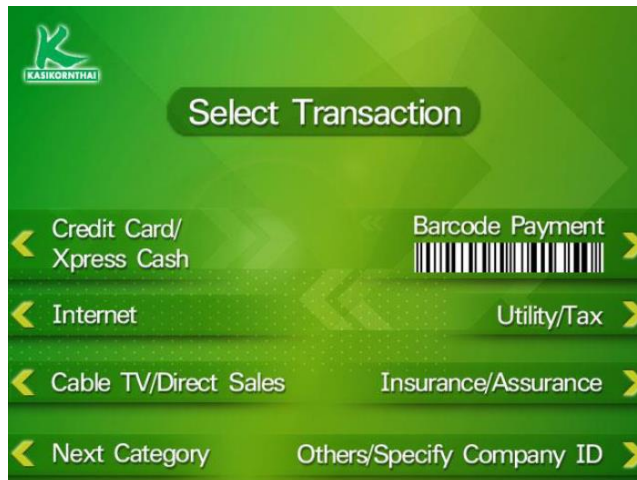 KASIKORNTHAI
Select Transaction
Credit Card/
Xpress Cash
Barcode Payment
Internet
Utility/Tax
Cable TV/Direct Sales
Insurance/Assurance
Next Category
Others/Specify Company ID